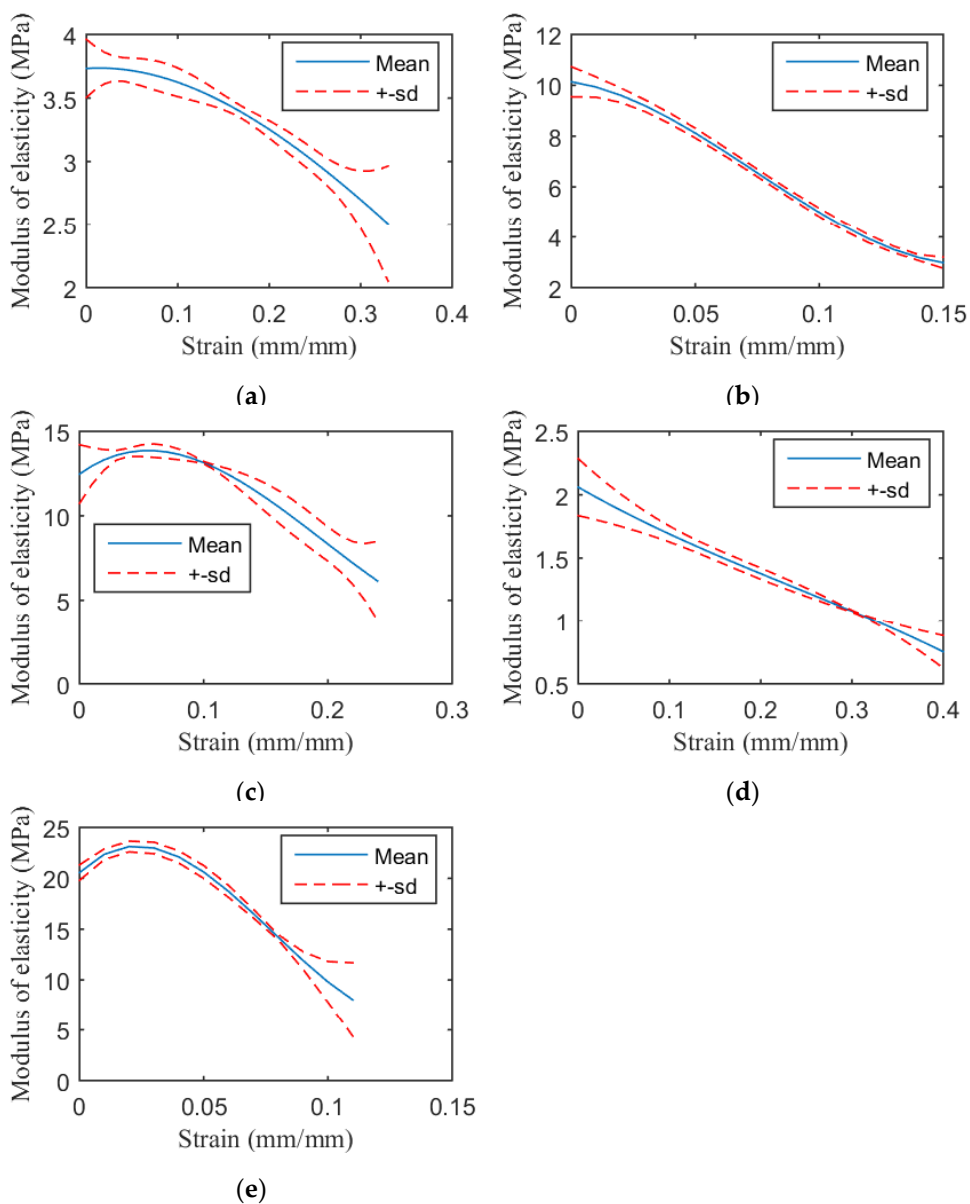 Modulus of elasticity (MPa)
4
3.5
3
2.5
2
0
0.1
0.2
0.3
0.4
Strain (mm/mm)
Mean
+-sd
(a)
Modulus of elasticity (MPa)
12
10
8
6
4
2
0
0.05
0.1
0.15
Strain (mm/mm)
Mean
+-sd
(b)
Modulus of elasticity (MPa)
15
10
5
0
0
0.1
0.2
0.3
Strain (mm/mm)
Mean
+-sd
(c)
Modulus of elasticity (MPa)
2.5
2
1.5
1
0.5
0
0.1
0.2
0.3
0.4
Strain (mm/mm)
Mean
+-sd
(d)
Modulus of elasticity (MPa)
25
20
15
10
5
0
0
0.05
0.1
0.15
Strain (mm/mm)
Mean
+-sd
(e)